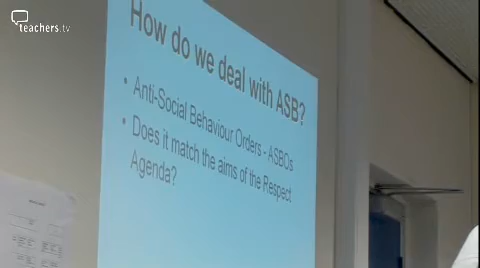 teachers.tv
How do we deal with ASB?
• Anti-Social Behaviour Orders - ASBOs
• Does it match the aims of the Respect
Agenda?